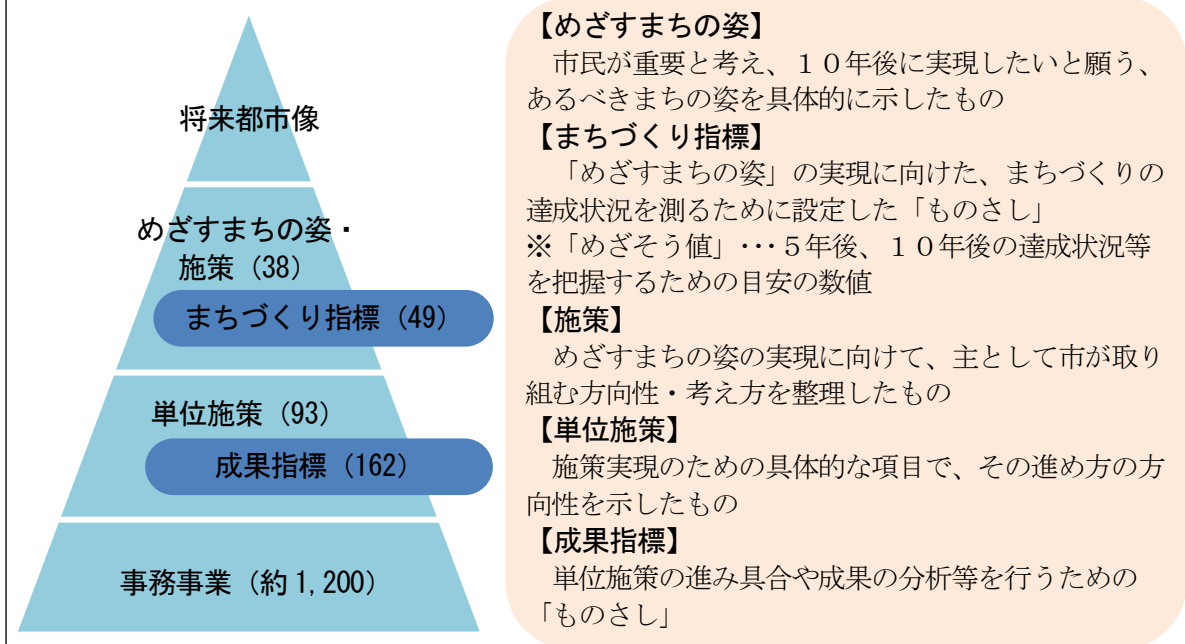 将来都市像
めざすまちの姿・
施策（38）
まちづくり指標（49）
単位施策（93）
成果指標（162）
事務事業（約1,200）
【めざすまちの姿】
　市民が重要と考え、１０年後に実現したいと願う、
あるべきまちの姿を具体的に示したもの
【まちづくり指標】
　「めざすまちの姿」の実現に向けた、まちづくりの
達成状況を測るために設定した「ものさし」
※「めざそう値」･･･５年後、１０年後の達成状況等
を把握するための目安の数値
【施策】
　めざすまちの姿の実現に向けて、主として市が取り
組む方向性・考え方を整理したもの
【単位施策】
　施策実現のための具体的な項目で、その進め方の方
向性を示したもの
【成果指標】
　単位施策の進み具合や成果の分析等を行うための
「ものさし」